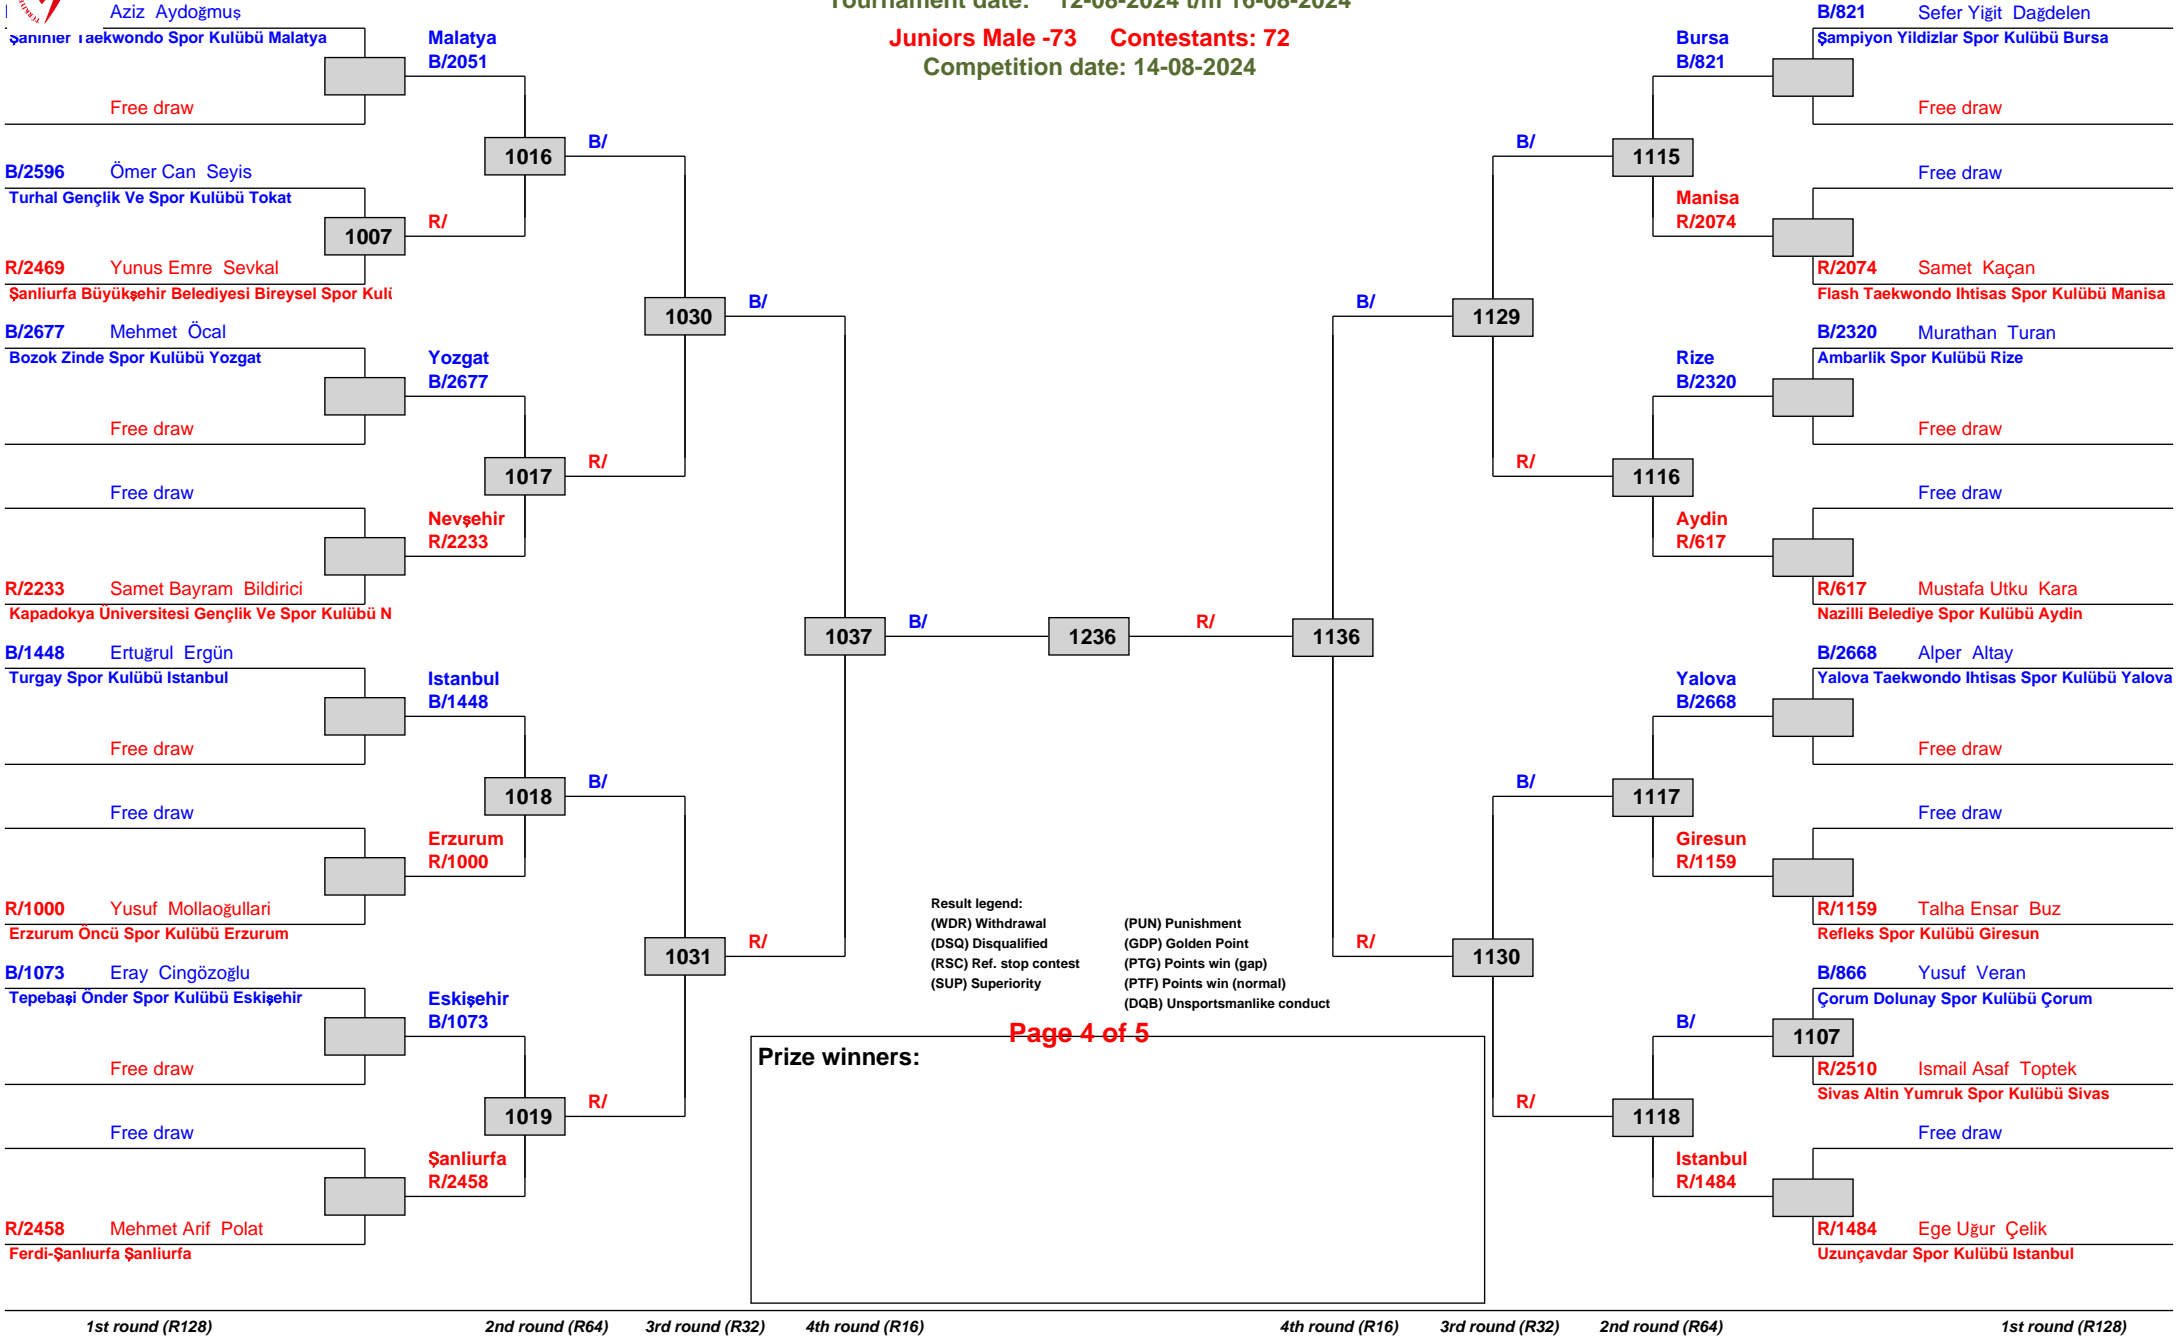 Tournament date: 12-08-2024 t/m 16-08-2024
Juniors Male -73 Contestants: 72
Competition date: 14-08-2024
Aziz Aydoğmuş
Şahinler Taekwondo Spor Kulübü Malatya
Free draw
Malatya
B/2051
B/2596 Ömer Can Seyis
Turhal Gençlik Ve Spor Kulübü Tokat
1007
R/
R/2469 Yunus Emre Sevkal
Şanliurfa Büyükşehir Belediyesi Bireysel Spor Kulü
1016
B/
B/2677 Mehmet Öcal
Bozok Zinde Spor Kulübü Yozgat
Free draw
Yozgat
B/2677
1017
R/
Free draw
Nevşehir
R/2233
R/2233 Samet Bayram Bildirici
Kapadokya Üniversitesi Gençlik Ve Spor Kulübü N
1030
B/
B/1448 Ertuğrul Ergün
Turgay Spor Kulübü Istanbul
Free draw
Istanbul
B/1448
1018
B/
Free draw
Erzurum
R/1000
R/1000 Yusuf Mollaoğullari
Erzurum Öncü Spor Kulübü Erzurum
1031
R/
B/1073 Eray Cingözoğlu
Tepebaşi Önder Spor Kulübü Eskişehir
Free draw
Eskişehir
B/1073
1019
R/
Free draw
Şanliurfa
R/2458
R/2458 Mehmet Arif Polat
Ferdi-Şanlıurfa Şanliurfa
1037
B/
1236
R/
1136
B/821 Sefer Yiğit Dağdelen
Şampiyon Yildizlar Spor Kulübü Bursa
Bursa
B/821
Free draw
B/
1115
Free draw
Manisa
R/2074
R/2074 Samet Kaçan
Flash Taekwondo Ihtisas Spor Kulübü Manisa
B/
1129
B/2320 Murathan Turan
Ambarlik Spor Kulübü Rize
Rize
B/2320
Free draw
R/
1116
Free draw
Aydin
R/617
R/617 Mustafa Utku Kara
Nazilli Belediye Spor Kulübü Aydin
B/2668 Alper Altay
Yalova Taekwondo Ihtisas Spor Kulübü Yalova
Yalova
B/2668
Free draw
B/
1117
Free draw
Giresun
R/1159
R/1159 Talha Ensar Buz
Refleks Spor Kulübü Giresun
R/
1130
B/866 Yusuf Veran
Çorum Dolunay Spor Kulübü Çorum
B/
1107
R/2510 Ismail Asaf Toptek
Sivas Altin Yumruk Spor Kulübü Sivas
R/
1118
Free draw
Istanbul
R/1484
R/1484 Ege Uğur Çelik
Uzunçavdar Spor Kulübü Istanbul
Result legend:
(WDR) Withdrawal (PUN) Punishment
(DSQ) Disqualified (GDP) Golden Point
(RSC) Ref. stop contest (PTG) Points win (gap)
(SUP) Superiority (PTF) Points win (normal)
(DQB) Unsportsmanlike conduct
Page 4 of 5
Prize winners:
1st round (R128) 2nd round (R64) 3rd round (R32) 4th round (R16) 4th round (R16) 3rd round (R32) 2nd round (R64) 1st round (R128)